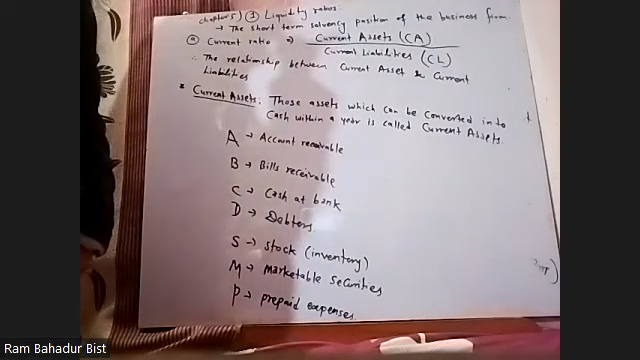 chapter 5) ① Liquidity ratios:
→ The short term solvency position of the business firm.
ⓐ Current ratio ⇒ Current Assets (CA)
Current Liabilities (CL)
∴ The relationship between Current Asset & Current
Liabilities
* Current Assets: Those assets which can be converted into
Cash within a year is called Current Assets.
A → Account receivable
B → Bills receivable
C → Cash at bank
D → Debtors
S → Stock (inventory)
M → Marketable Securities
P → prepaid expenses
Ram Bahadur Bist